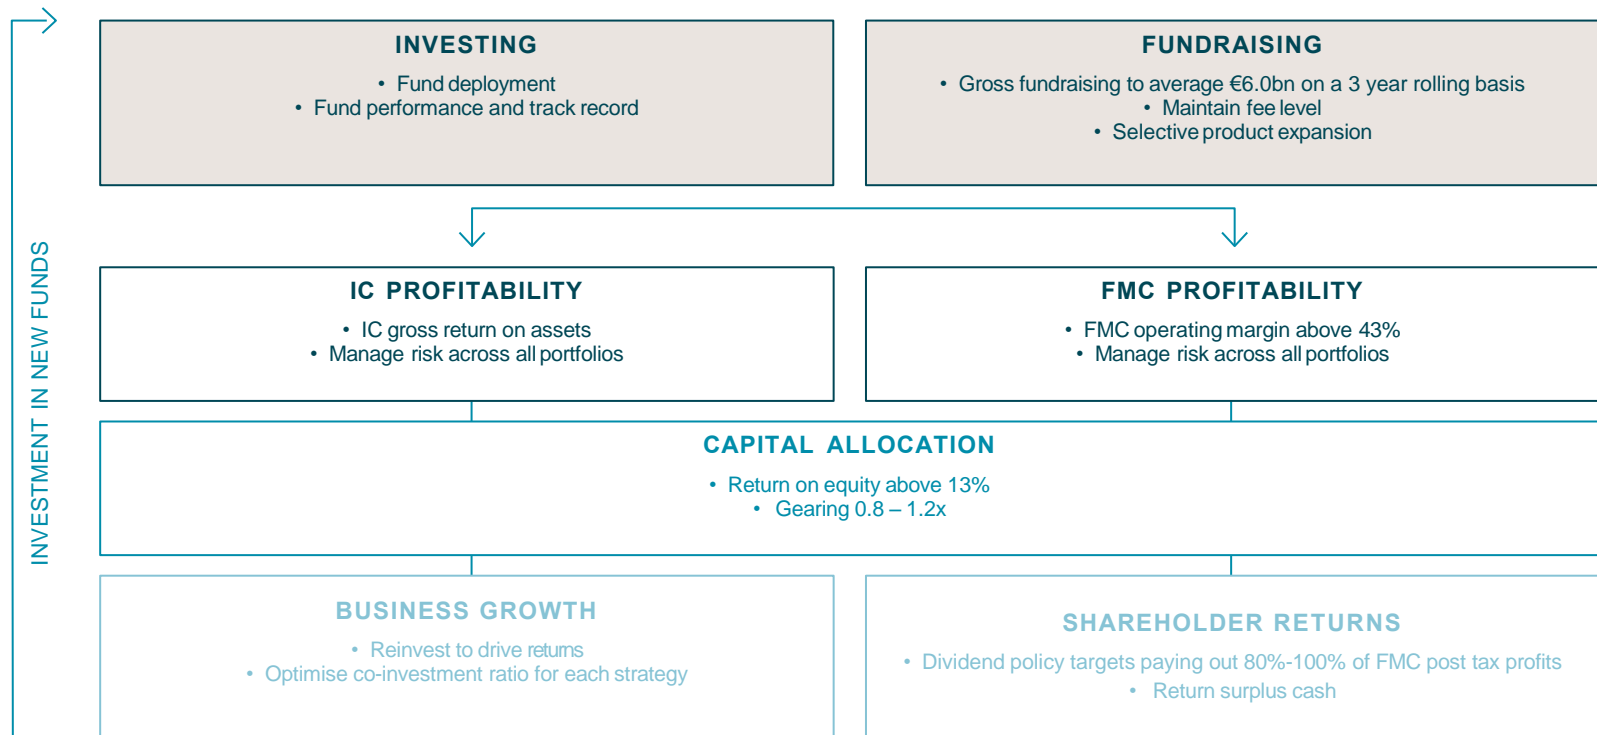 INVESTING
• Fund deployment
• Fund performance and track record
FUNDRAISING
• Gross fundraising to average €6.0bn on a 3 year rolling basis
• Maintain fee level
• Selective product expansion
INVESTMENT IN NEW FUNDS
IC PROFITABILITY
• IC gross return on assets
• Manage risk across all portfolios
FMC PROFITABILITY
• FMC operating margin above 43%
• Manage risk across all portfolios
CAPITAL ALLOCATION
• Return on equity above 13%
• Gearing 0.8 – 1.2x
BUSINESS GROWTH
• Reinvest to drive returns
• Optimise co-investment ratio for each strategy
SHAREHOLDER RETURNS
• Dividend policy targets paying out 80%-100% of FMC post tax profits
• Return surplus cash